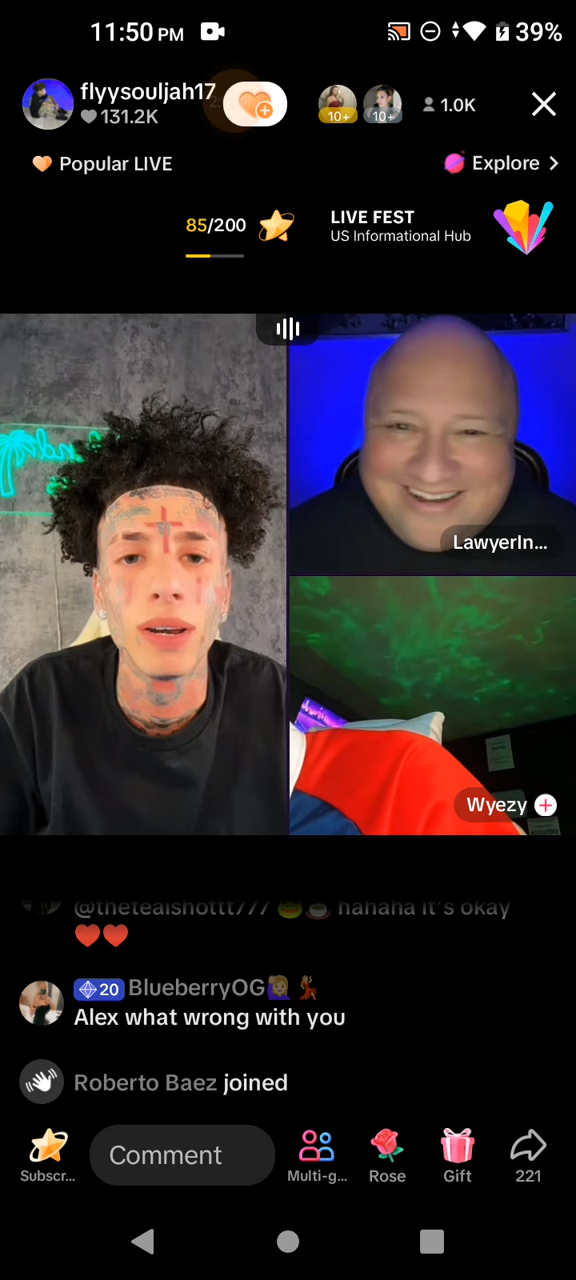 11:50 PM
39%
flyysouljah17
131.2K
10+
10+
1.0K
Popular LIVE
Explore >
85/200
LIVE FEST
US Informational Hub
LawyerIn...
Wyezy
@thetealshottt777 😊☕ hahaha it's okay
❤️❤️
20 BlueberryOG🙋🏼‍♀️💃
Alex what wrong with you
Roberto Baez joined
Subscr...
Comment
Multi-g...
Rose
Gift
221